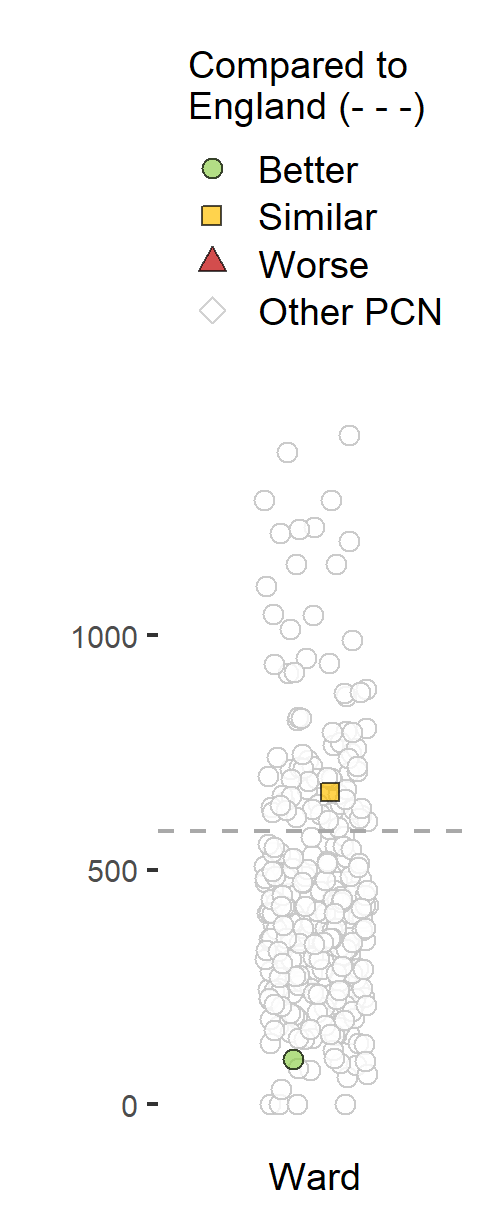 Compared to
England (- - -)
Better
Similar
Worse
Other PCN
1000
500
0
Ward